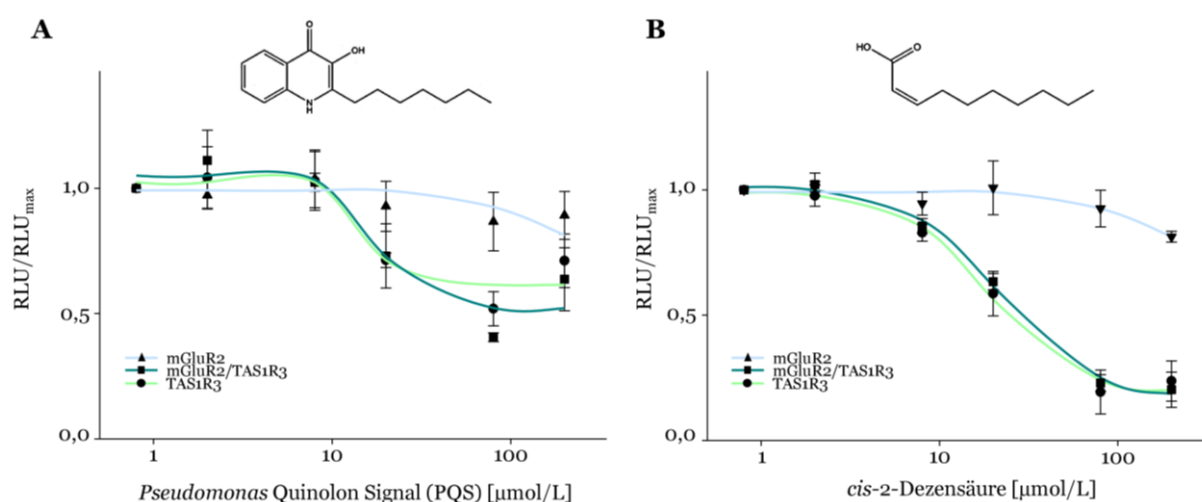 A
O
OH
N
H
RLU/RLUmax
1,0
0,5
0,0
mGluR2
mGluR2/TAS1R3
TAS1R3
1
10
100
Pseudomonas Quinolon Signal (PQS) [µmol/L]
B
HO
O
RLU/RLUmax
1,0
0,5
0,0
mGluR2
mGluR2/TAS1R3
TAS1R3
1
10
100
cis-2-Dezensäure [µmol/L]